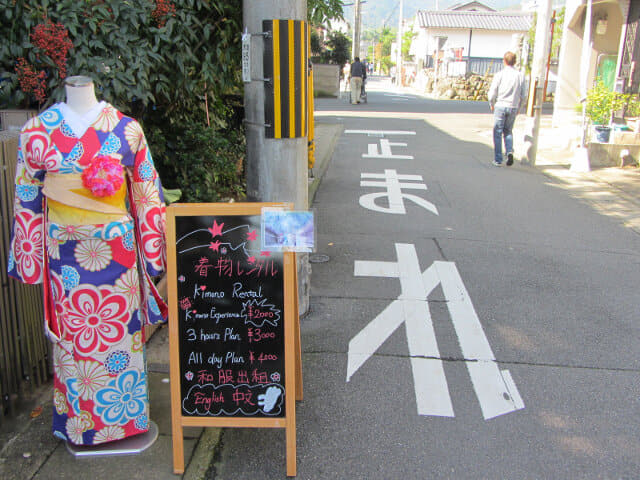 着物レンタル
Kimono Rental
Kimono Experience ¥2000
3 hours Plan ¥3000
All day Plan ¥4000
和服出租
English 中文
止まれ